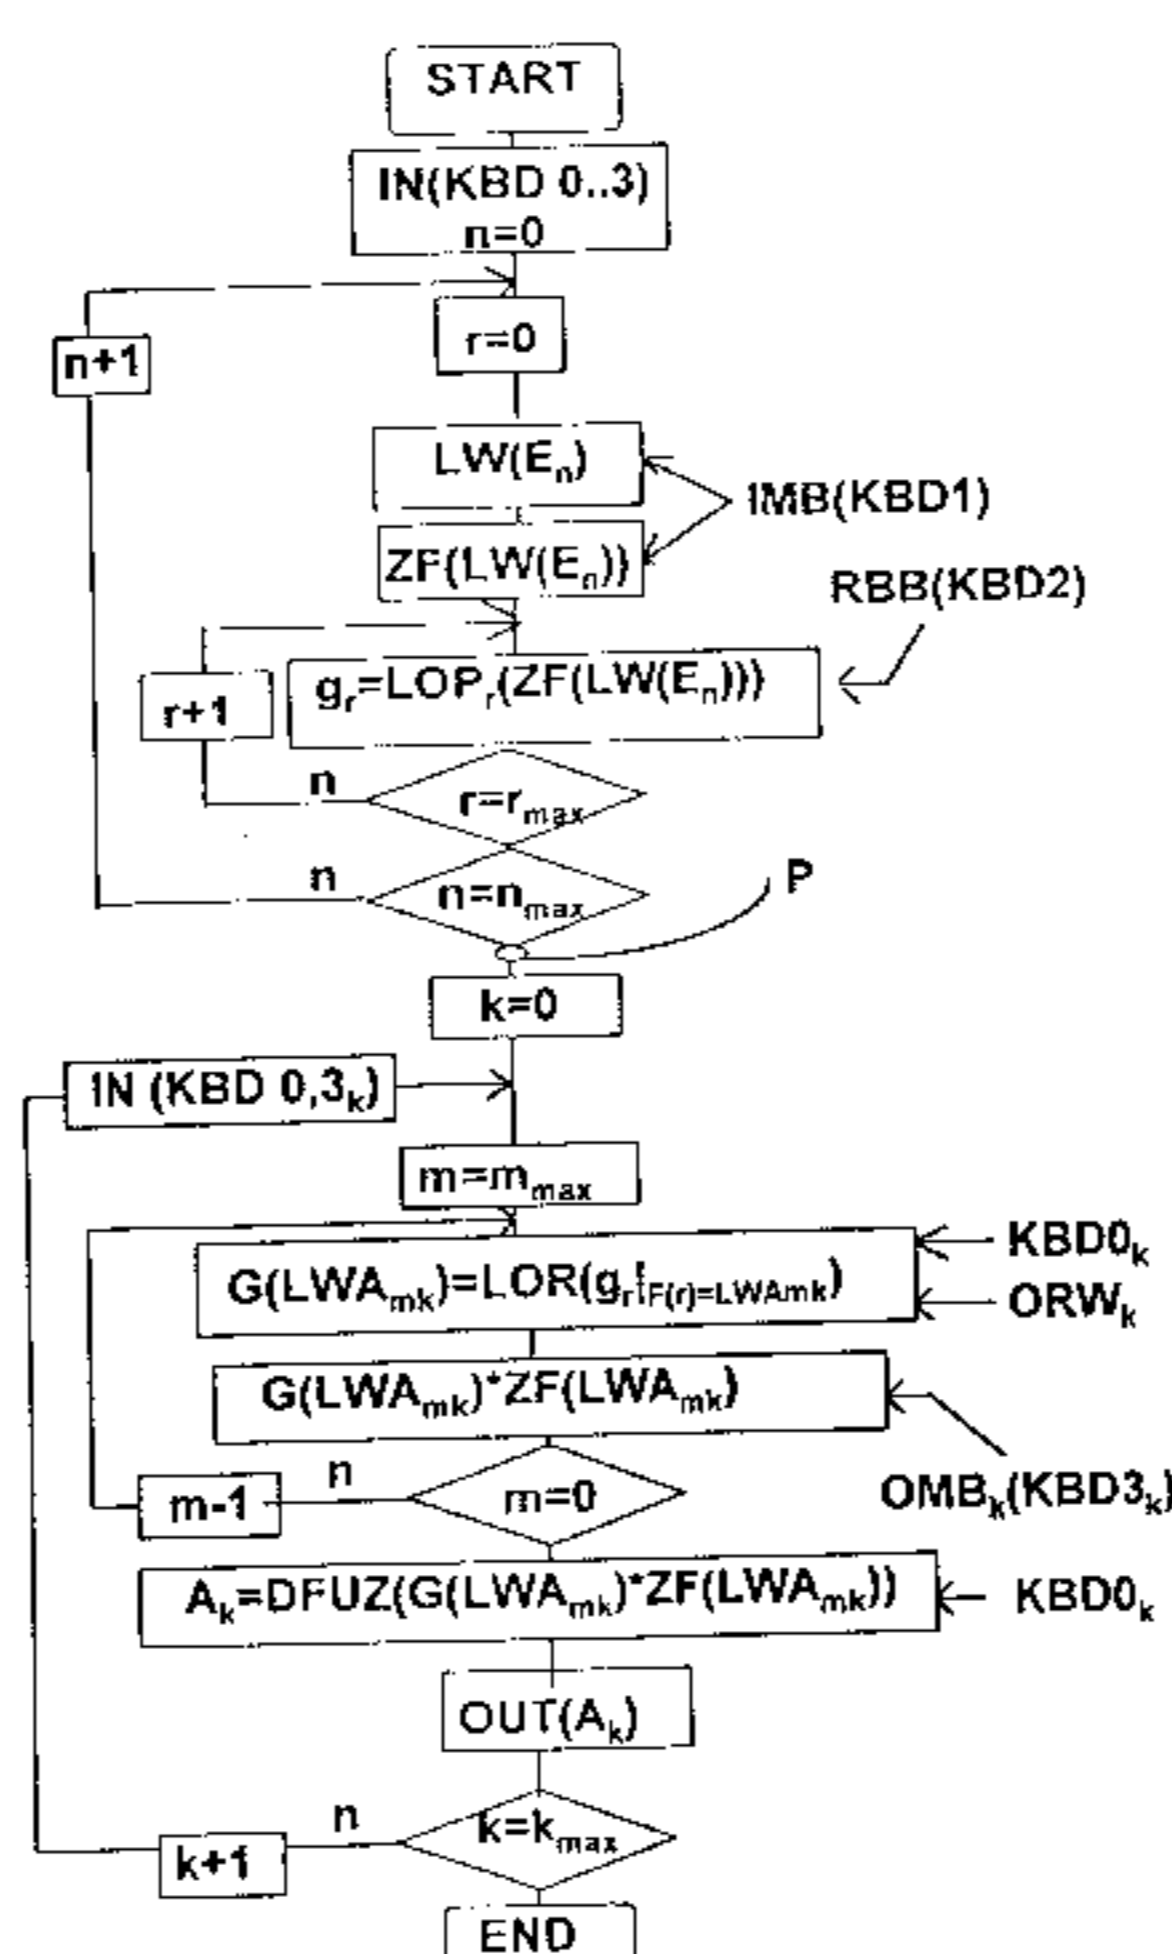 START
IN(KBD 0..3)
n=0
r=0
n+1
LW(Eₙ)
IMB(KBD1)
ZF(LW(Eₙ))
RBB(KBD2)
gᵣ=LOPᵣ(ZF(LW(Eₙ)))
r+1
n
r=rmax
n
n=nmax
P
k=0
IN (KBD 0,3ₖ)
m=mmax
KBD0ₖ
G(LWAmk)=LOR(gr|F(r)=LWAmk)
ORWₖ
G(LWAmk)*ZF(LWAmk)
n
m-1
m=0
OMBₖ(KBD3ₖ)
Aₖ=DFUZ(G(LWAmk)*ZF(LWAmk))
KBD0ₖ
OUT(Aₖ)
n
k=kmax
k+1
END